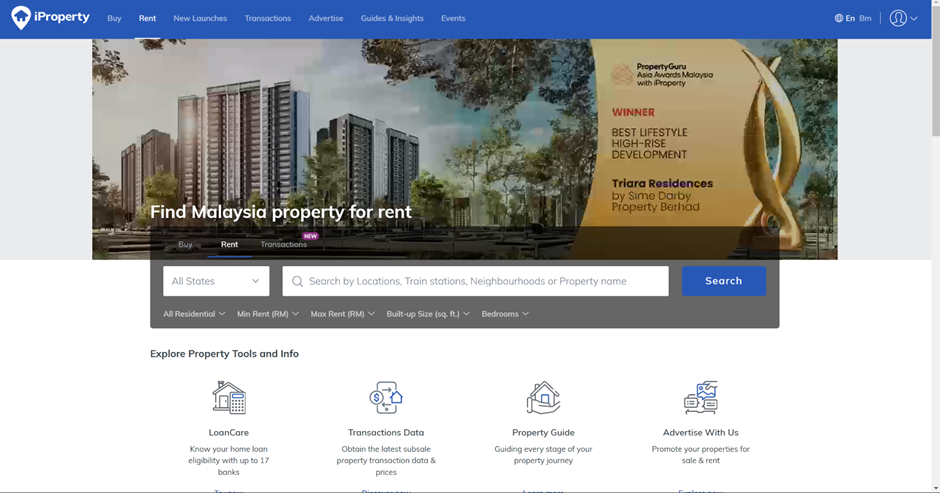 iProperty
Buy
Rent
New Launches
Transactions
Advertise
Guides & Insights
Events
En
Bm
PropertyGuru
Asia Awards Malaysia
with iProperty
WINNER
BEST LIFESTYLE
HIGH-RISE
DEVELOPMENT
Triara Residences
by Sime Darby
Property Berhad
Find Malaysia property for rent
NEW
Buy
Rent
Transactions
All States
Search by Locations, Train stations, Neighbourhoods or Property name
Search
All Residential
Min Rent (RM)
Max Rent (RM)
Built-up Size (sq. ft.)
Bedrooms
Explore Property Tools and Info
LoanCare
Know your home loan
eligibility with up to 17
banks
Transactions Data
Obtain the latest subsale
property transaction data &
prices
Property Guide
Guiding every stage of your
property journey
Advertise With Us
Promote your properties for
sale & rent